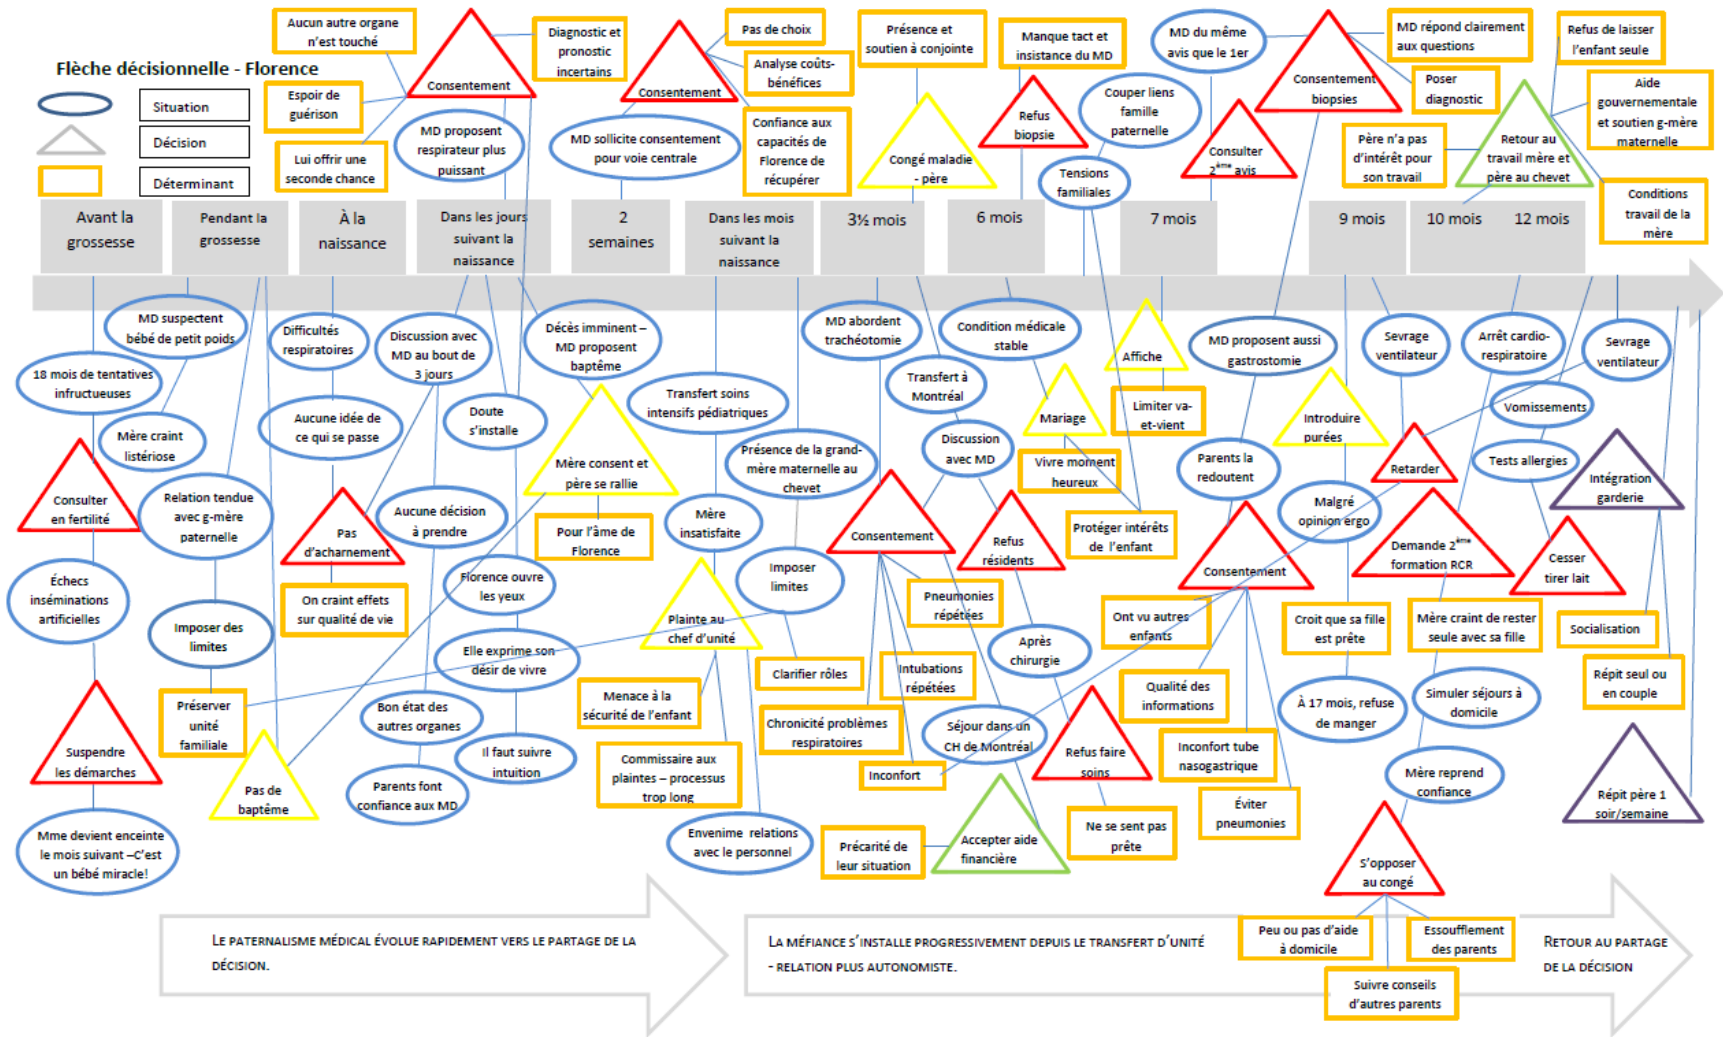 Flèche décisionnelle - Florence
Situation
Décision
Déterminant
Aucun autre organe
n'est touché
Espoir de
guérison
Lui offrir une
seconde chance
Consentement
Diagnostic et
pronostic
incertains
MD proposent
respirateur plus
puissant
Consentement
Pas de choix
Analyse coûts-
bénéfices
Confiance aux
capacités de
Florence de
récupérer
MD sollicite consentement
pour voie centrale
Présence et
soutien à conjointe
Congé maladie
- père
Manque tact et
insistance du MD
Refus
biopsie
Couper liens
famille
paternelle
Tensions
familiales
MD du même
avis que le 1er
Consulter
2ème avis
Consentement
biopsies
MD répond clairement
aux questions
Poser
diagnostic
Père n'a pas
d'intérêt pour
son travail
Retour au
travail mère et
père au chevet
Refus de laisser
l'enfant seule
Aide
gouvernementale
et soutien g-mère
maternelle
Conditions
travail de la
mère
Avant la
grossesse
Pendant la
grossesse
À la
naissance
Dans les jours
suivant la
naissance
2
semaines
Dans les mois
suivant la
naissance
3½ mois
6 mois
7 mois
9 mois
10 mois
12 mois
18 mois de tentatives
infructueuses
Consulter
en fertilité
Échecs
inséminations
artificielles
Suspendre
les démarches
Mme devient enceinte
le mois suivant –C'est
un bébé miracle!
MD suspectent
bébé de petit poids
Mère craint
listériose
Relation tendue
avec g-mère
paternelle
Imposer des
limites
Préserver
unité
familiale
Pas de
baptême
Difficultés
respiratoires
Aucune idée de
ce qui se passe
Pas
d'acharnement
On craint effets
sur qualité de vie
Discussion avec
MD au bout de
3 jours
Aucune décision
à prendre
Bon état des
autres organes
Parents font
confiance aux MD
Doute
s'installe
Florence ouvre
les yeux
Elle exprime son
désir de vivre
Il faut suivre
intuition
Décès imminent –
MD proposent
baptême
Mère consent et
père se rallie
Pour l'âme de
Florence
Transfert soins
intensifs pédiatriques
Mère
insatisfaite
Plainte au
chef d'unité
Menace à la
sécurité de l'enfant
Commissaire aux
plaintes – processus
trop long
Envenime relations
avec le personnel
Présence de la grand-
mère maternelle au
chevet
Imposer
limites
Clarifier rôles
MD abordent
trachéotomie
Consentement
Pneumonies
répétées
Intubations
répétées
Chronicité problèmes
respiratoires
Inconfort
Transfert à
Montréal
Discussion
avec MD
Refus
résidents
Après
chirurgie
Refus faire
soins
Ne se sent pas
prête
Séjour dans un
CH de Montréal
Accepter aide
financière
Précarité de
leur situation
Condition médicale
stable
Mariage
Vivre moment
heureux
Protéger intérêts
de l'enfant
Affiche
Limiter va-
et-vient
MD proposent aussi
gastrostomie
Parents la
redoutent
Consentement
Ont vu autres
enfants
Qualité des
informations
Inconfort tube
nasogastrique
Éviter
pneumonies
Introduire
purées
Malgré
opinion ergo
Croit que sa fille
est prête
À 17 mois, refuse
de manger
Sevrage
ventilateur
Retarder
Arrêt cardio-
respiratoire
Demande 2ème
formation RCR
Mère craint de rester
seule avec sa fille
Simuler séjours à
domicile
Mère reprend
confiance
S'opposer
au congé
Peu ou pas d'aide
à domicile
Essoufflement
des parents
Suivre conseils
d'autres parents
Sevrage
ventilateur
Vomissements
Tests allergies
Cesser
tirer lait
Intégration
garderie
Socialisation
Répit seul ou
en couple
Répit père 1
soir/semaine
LE PATERNALISME MÉDICAL ÉVOLUE RAPIDEMENT VERS LE PARTAGE DE LA
DÉCISION.
LA MÉFIANCE S'INSTALLE PROGRESSIVEMENT DEPUIS LE TRANSFERT D'UNITÉ
- RELATION PLUS AUTONOMISTE.
RETOUR AU PARTAGE
DE LA DÉCISION